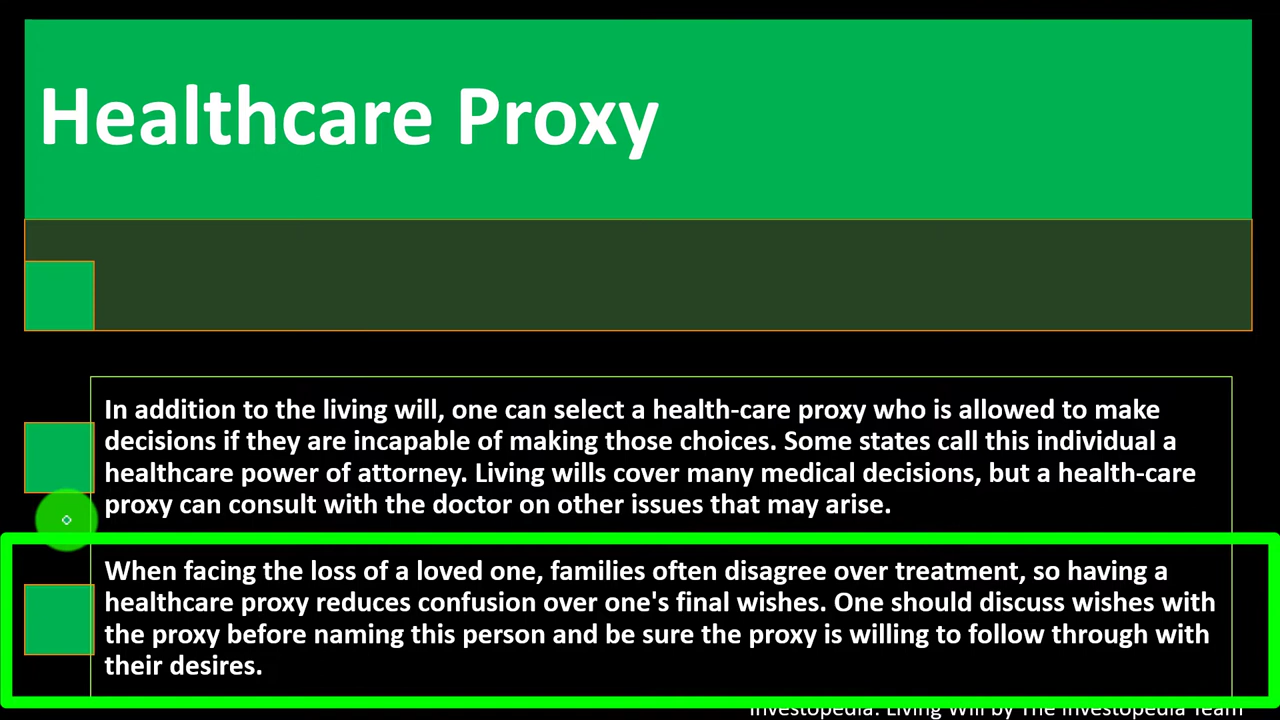 Healthcare Proxy
In addition to the living will, one can select a health-care proxy who is allowed to make
decisions if they are incapable of making those choices. Some states call this individual a
healthcare power of attorney. Living wills cover many medical decisions, but a health-care
proxy can consult with the doctor on other issues that may arise.
When facing the loss of a loved one, families often disagree over treatment, so having a
healthcare proxy reduces confusion over one's final wishes. One should discuss wishes with
the proxy before naming this person and be sure the proxy is willing to follow through with
their desires.
Investopedia: Living Will by The Investopedia Team